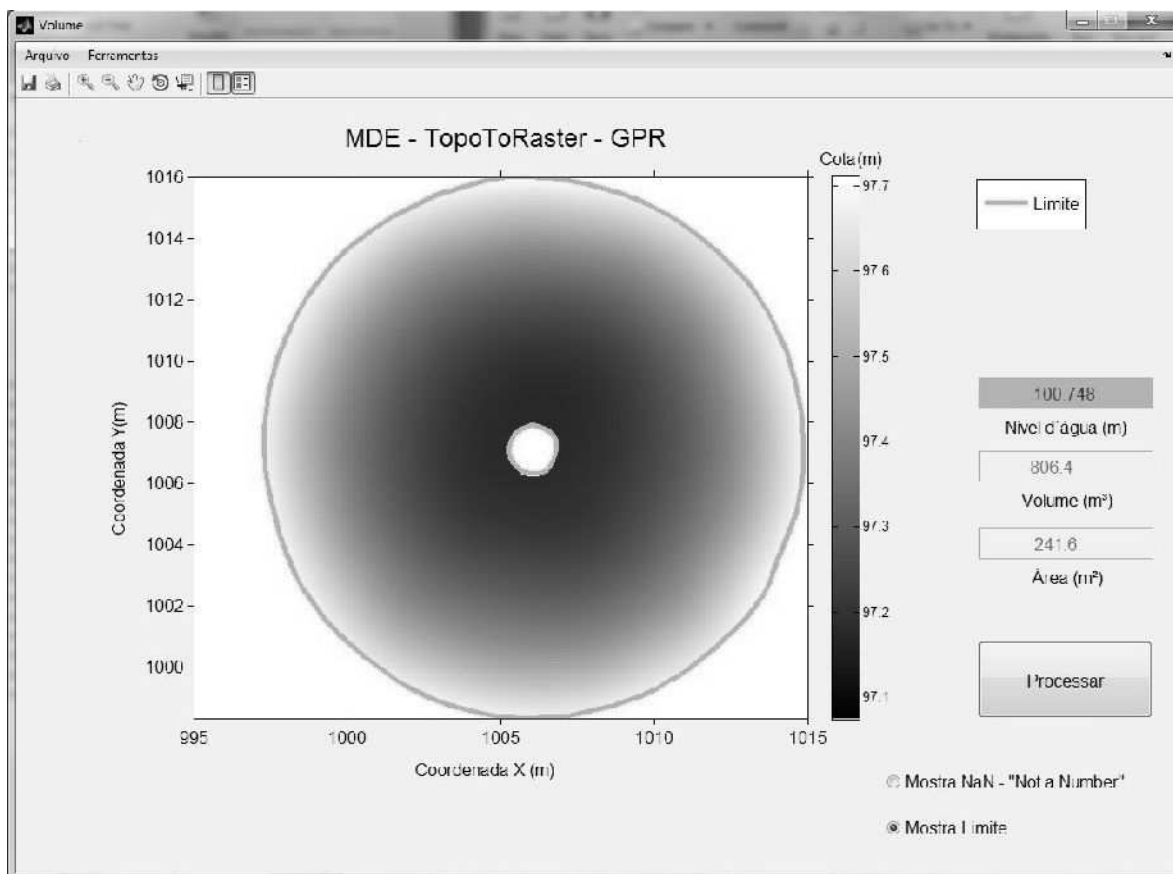 Volume
Arquivo Ferramentas
MDE - TopoToRaster - GPR
Cota (m)
1016
1014
1012
1010
1008
1006
1004
1002
1000
Coordenada Y(m)
995 1000 1005 1010 1015
Coordenada X (m)
97.7
97.6
97.5
97.4
97.3
97.2
97.1
Limite
100.748
Nível d´água (m)
806.4
Volume (m³)
241.6
Área (m²)
Processar
Mostra NaN - "Not a Number"
Mostra Limite